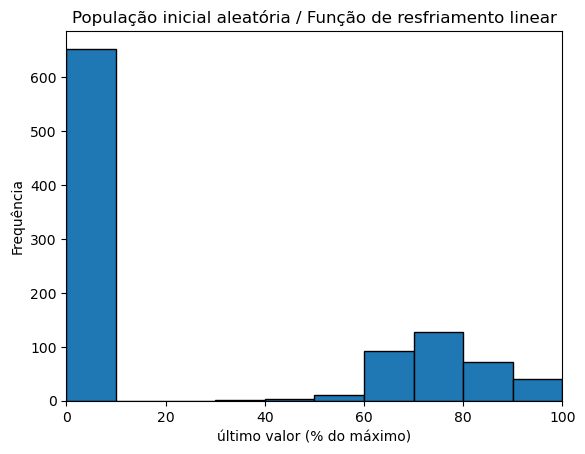 População inicial aleatória / Função de resfriamento linear
600
500
400
300
200
100
0
Frequência
0 20 40 60 80 100
último valor (% do máximo)